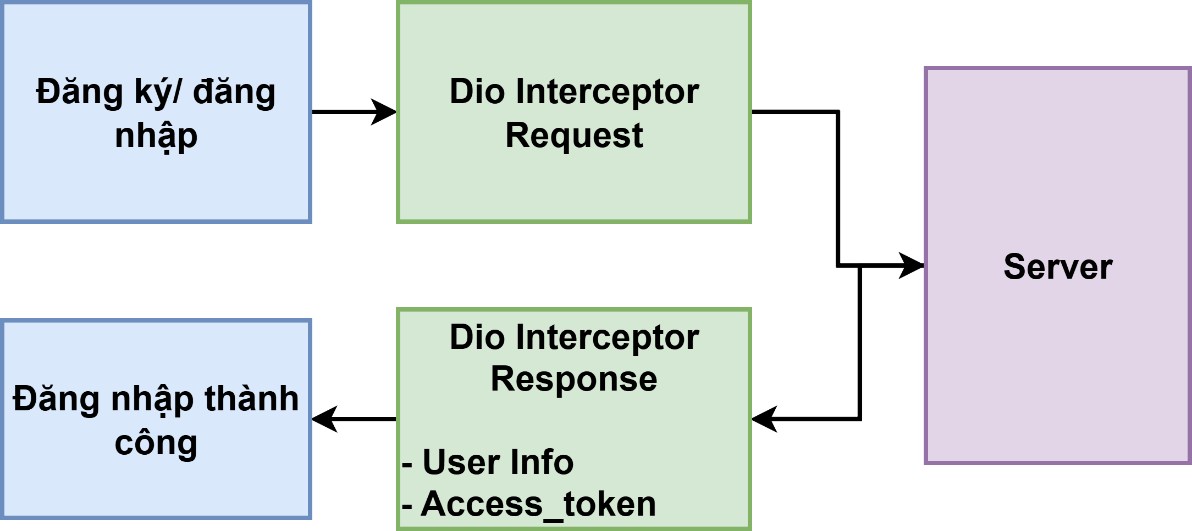 Đăng ký/ đăng
nhập
Dio Interceptor
Request
Server
Đăng nhập thành
công
Dio Interceptor
Response
- User Info
- Access_token